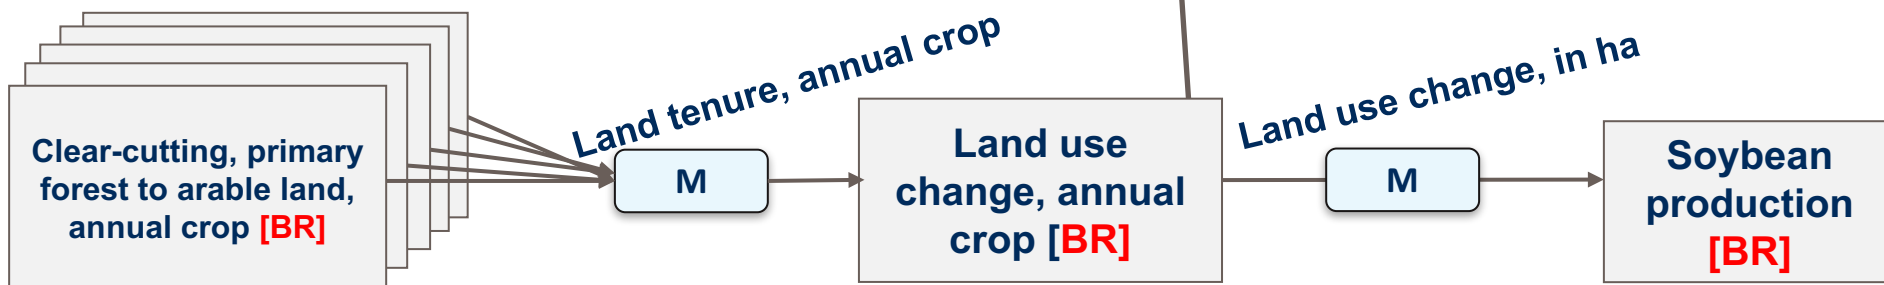 Clear-cutting, primary
forest to arable land,
annual crop [BR]
Land tenure, annual crop
M
Land use
change, annual
crop [BR]
Land use change, in ha
M
Soybean
production
[BR]